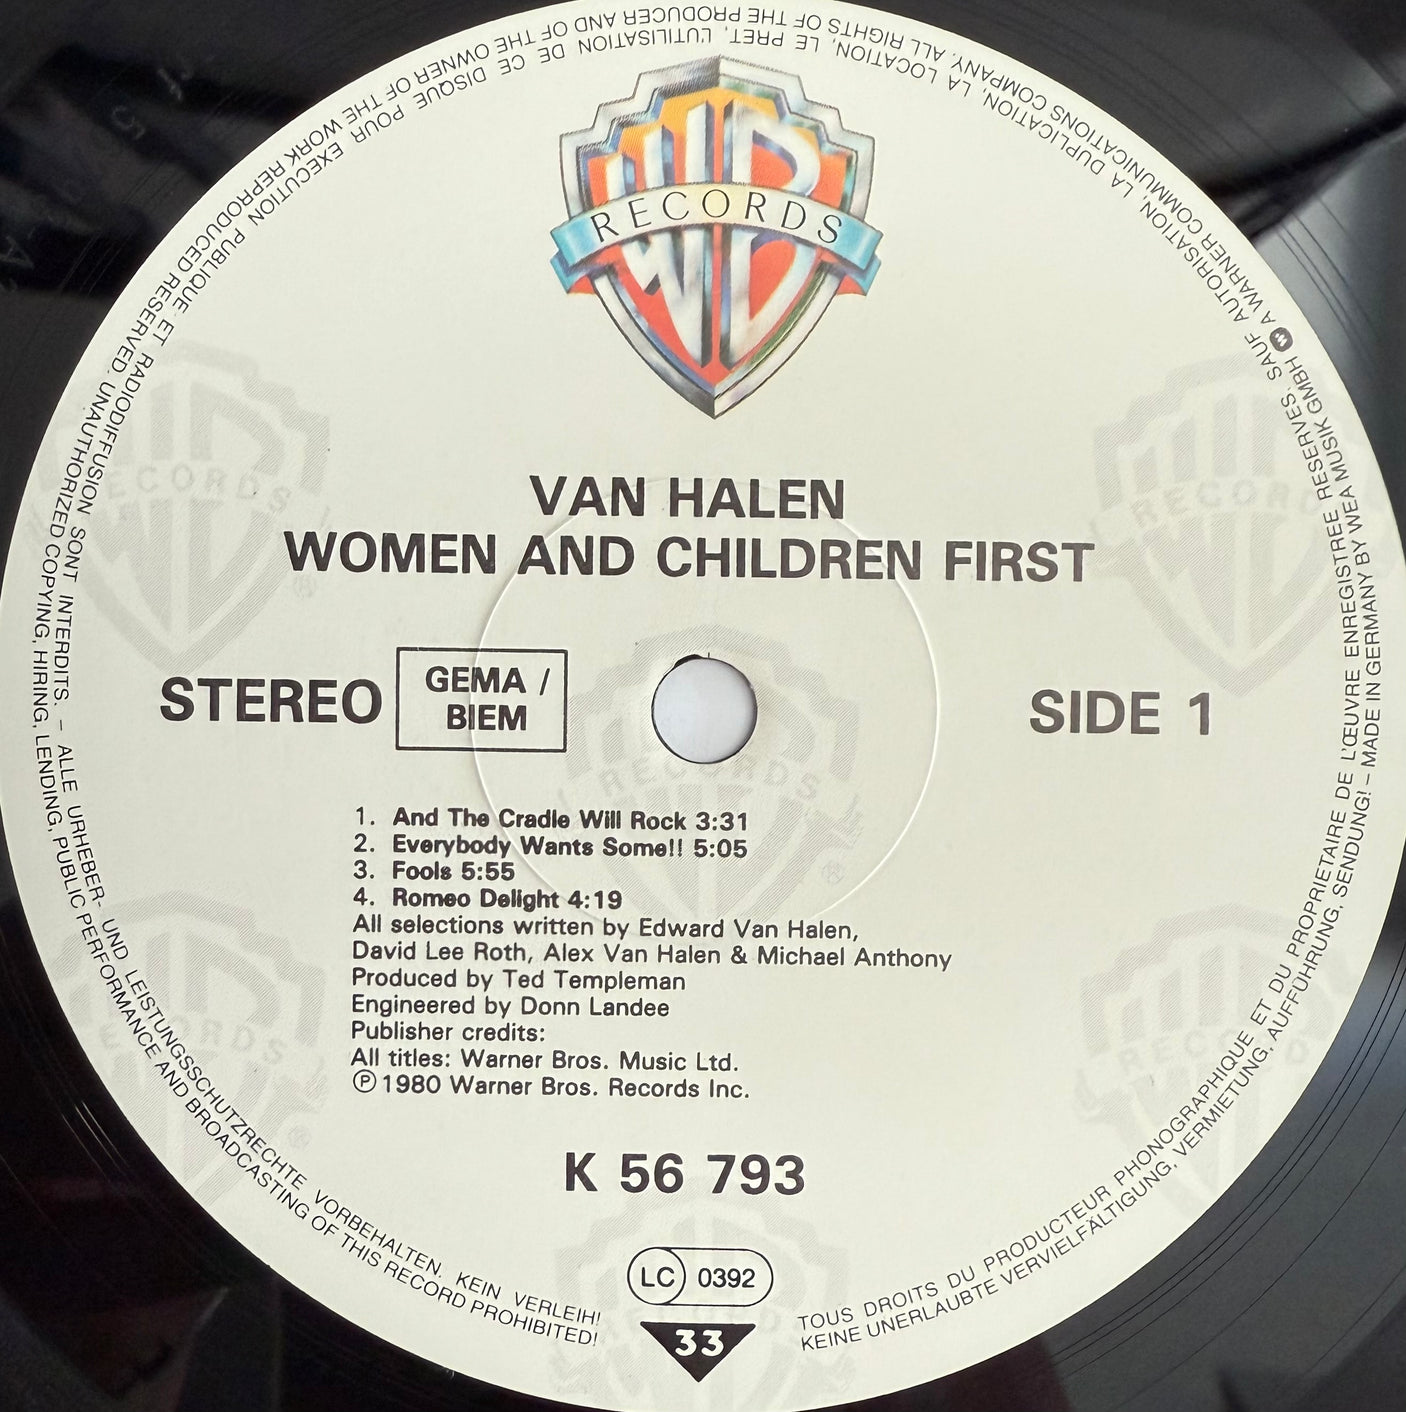 RECORDS
VAN HALEN
WOMEN AND CHILDREN FIRST
STEREO
GEMA /
BIEM
SIDE 1
1. And The Cradle Will Rock 3:31
2. Everybody Wants Some!! 5:05
3. Fools 5:55
4. Romeo Delight 4:19
All selections written by Edward Van Halen,
David Lee Roth, Alex Van Halen & Michael Anthony
Produced by Ted Templeman
Engineered by Donn Landee
Publisher credits:
All titles: Warner Bros. Music Ltd.
℗ 1980 Warner Bros. Records Inc.
K 56 793
LC 0392
33
TOUS DROITS DU PRODUCTEUR PHONOGRAPHIQUE ET DU PROPRIETAIRE DE L'ŒUVRE ENREGISTREE RESERVES. SAUF AUTORISATION, LA DUPLICATION, LA LOCATION, LE PRET, L'UTILISATION DE CE DISQUE POUR EXECUTION PUBLIQUE ET RADIODIFFUSION SONT INTERDITS. – ALLE URHEBER- UND LEISTUNGSSCHUTZRECHTE VORBEHALTEN. KEIN VERLEIH!
KEINE UNERLAUBTE VERVIELFÄLTIGUNG, VERMIETUNG, AUFFÜHRUNG, SENDUNG! – MADE IN GERMANY BY WEA MUSIK GMBH A WARNER COMMUNICATIONS COMPANY. ALL RIGHTS OF THE PRODUCER AND OF THE OWNER OF THE WORK REPRODUCED RESERVED. UNAUTHORIZED COPYING, HIRING, LENDING, PUBLIC PERFORMANCE AND BROADCASTING OF THIS RECORD PROHIBITED!